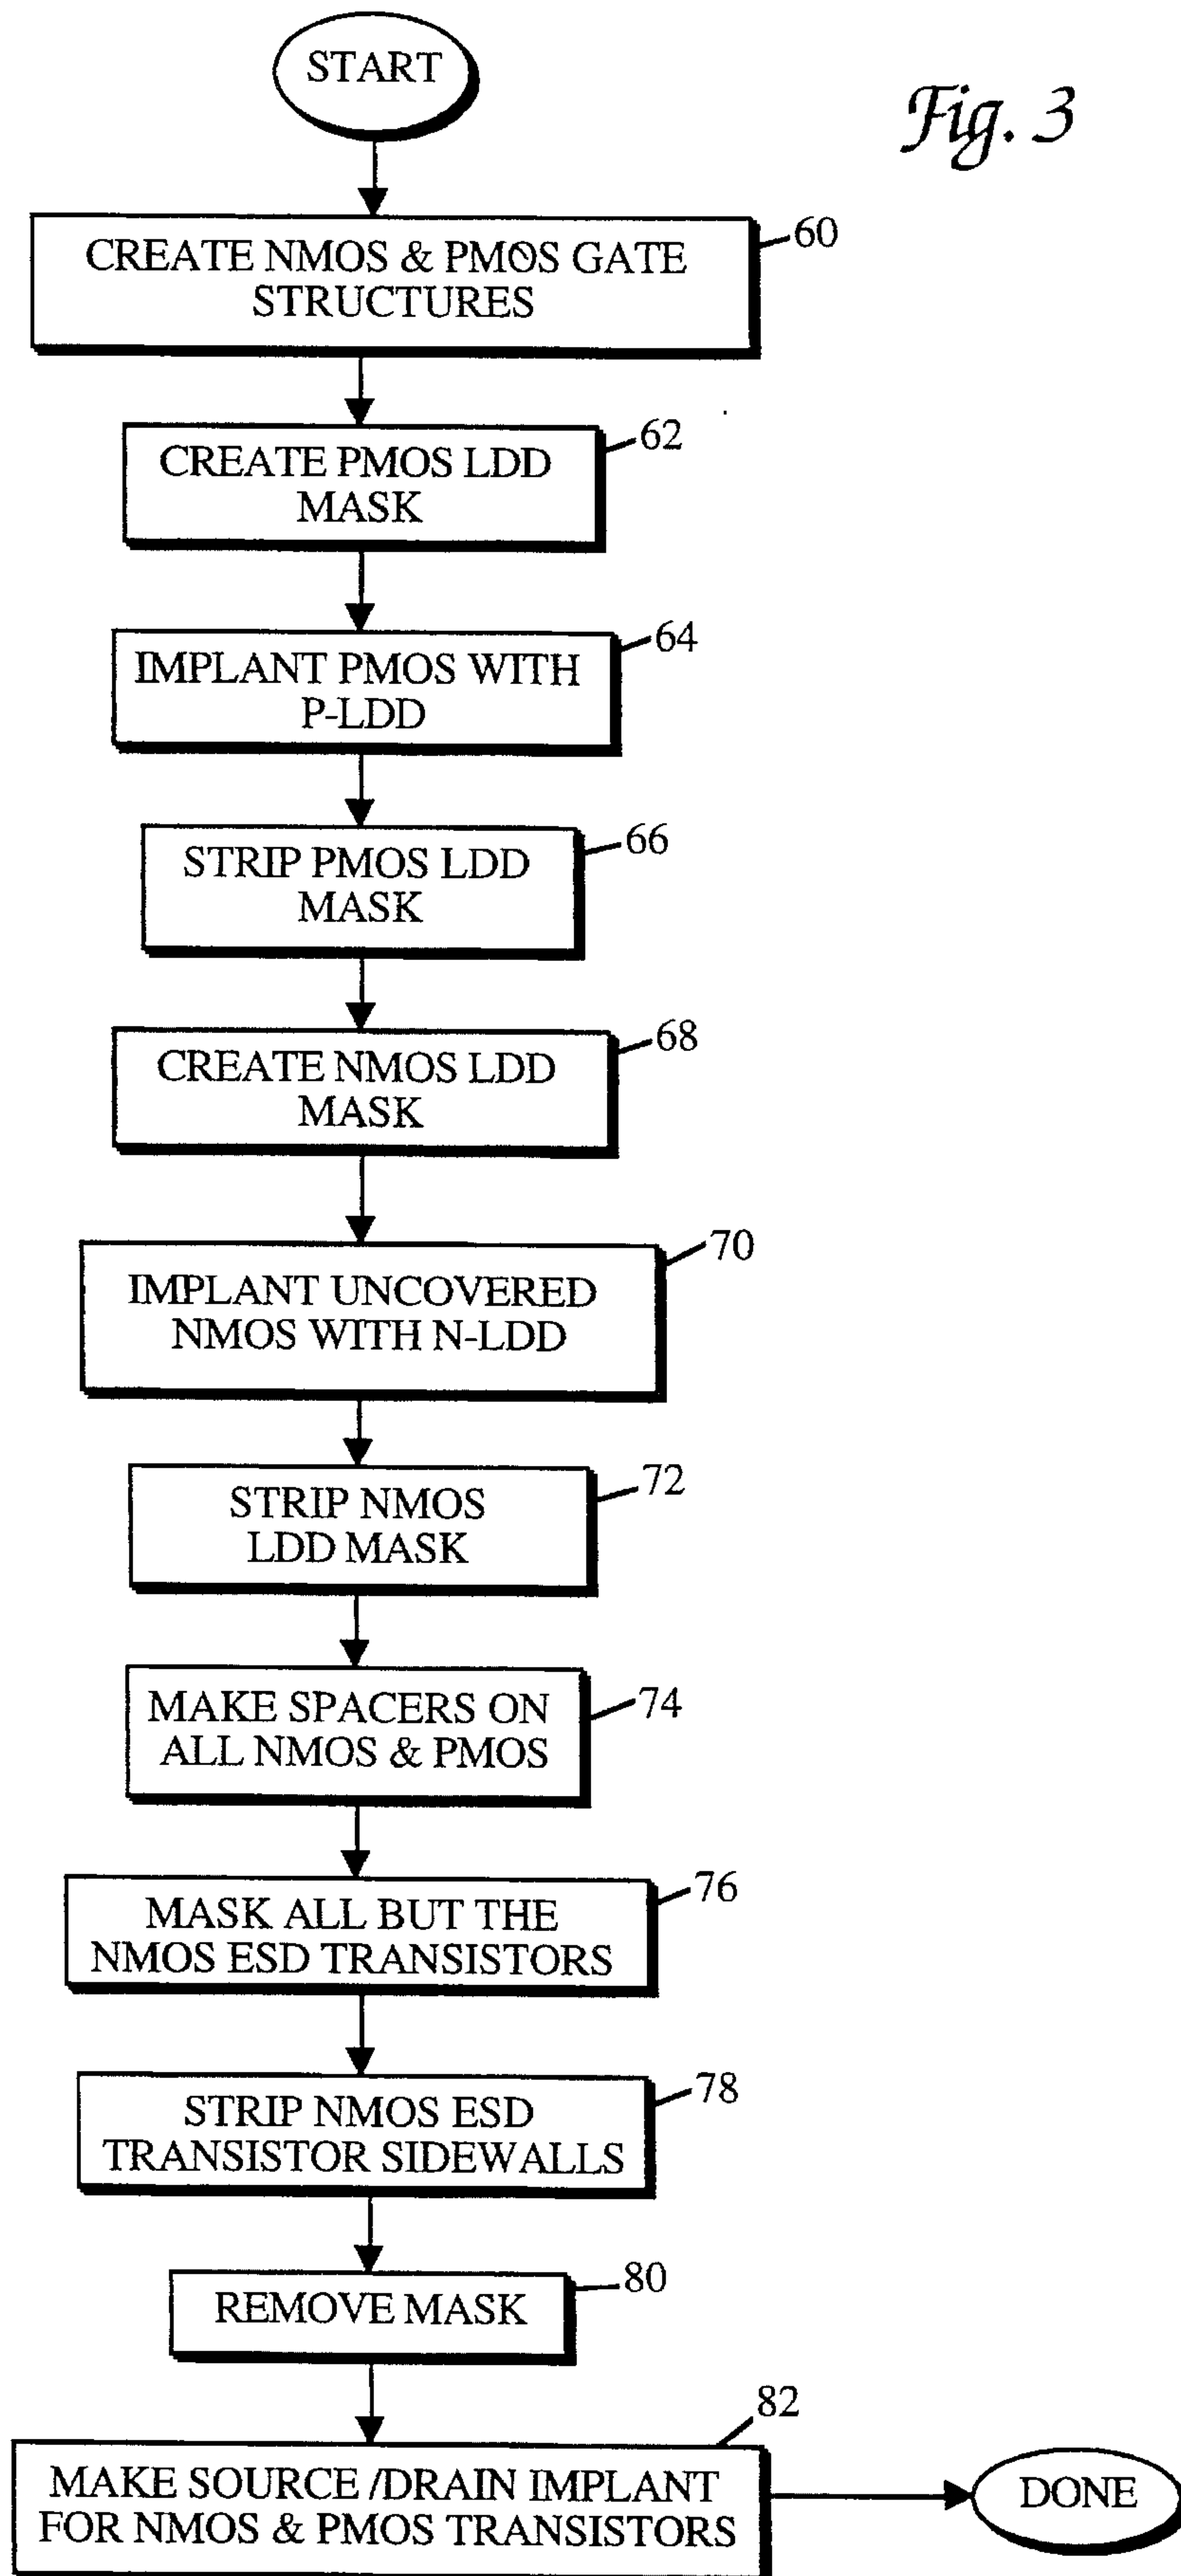 START
Fig. 3
60
CREATE NMOS & PMOS GATE
STRUCTURES
62
CREATE PMOS LDD
MASK
64
IMPLANT PMOS WITH
P-LDD
66
STRIP PMOS LDD
MASK
68
CREATE NMOS LDD
MASK
70
IMPLANT UNCOVERED
NMOS WITH N-LDD
72
STRIP NMOS
LDD MASK
74
MAKE SPACERS ON
ALL NMOS & PMOS
76
MASK ALL BUT THE
NMOS ESD TRANSISTORS
78
STRIP NMOS ESD
TRANSISTOR SIDEWALLS
80
REMOVE MASK
82
MAKE SOURCE /DRAIN IMPLANT
FOR NMOS & PMOS TRANSISTORS
DONE